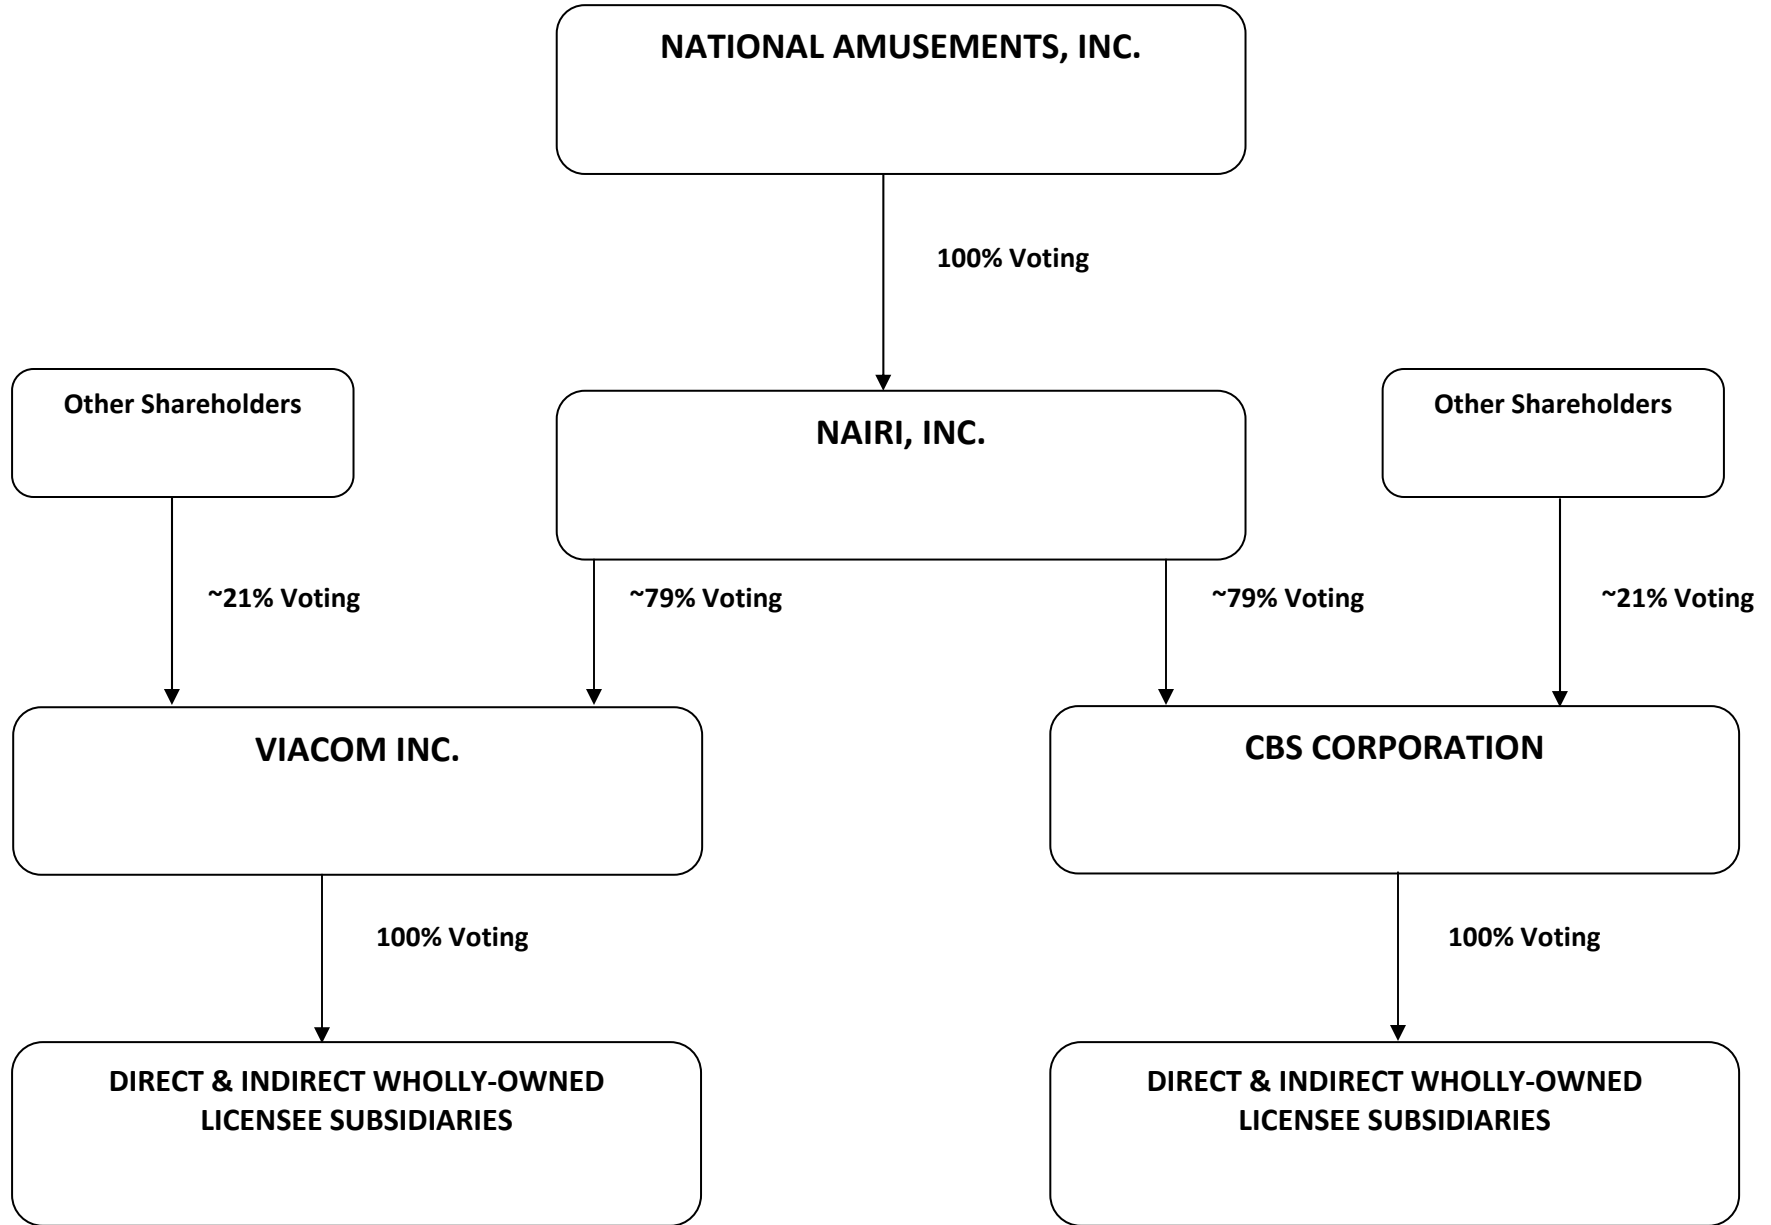 NATIONAL AMUSEMENTS, INC.
100% Voting
Other Shareholders
NAIRI, INC.
Other Shareholders
~21% Voting
~79% Voting
~79% Voting
~21% Voting
VIACOM INC.
CBS CORPORATION
100% Voting
100% Voting
DIRECT & INDIRECT WHOLLY-OWNED
LICENSEE SUBSIDIARIES
DIRECT & INDIRECT WHOLLY-OWNED
LICENSEE SUBSIDIARIES